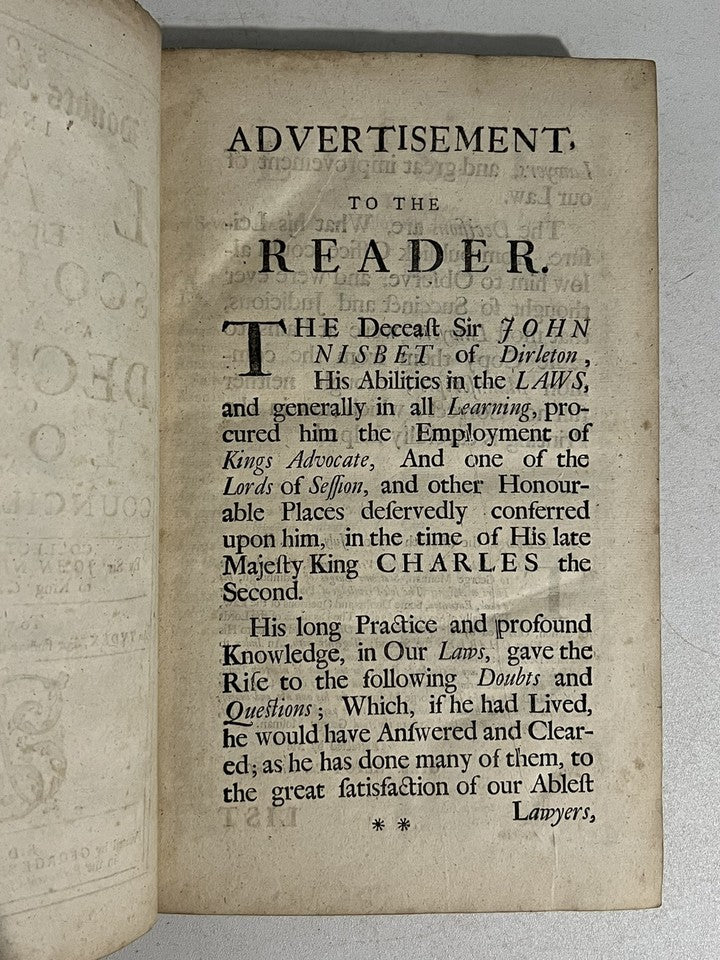 ADVERTISEMENT,
TO THE
READER.
THE Deceaſt Sir JOHN
NISBET of Dirleton,
His Abilities in the LAWS,
and generally in all Learning, pro-
cured him the Employment of
Kings Advocate, And one of the
Lords of Seſſion, and other Honour-
able Places deſervedly conferred
upon him, in the time of His late
Majeſty King CHARLES the
Second.
His long Practice and profound
Knowledge, in Our Laws, gave the
Riſe to the following Doubts and
Queſtions; Which, if he had Lived,
he would have Anſwered and Clear-
ed; as he has done many of them, to
the great ſatisfaction of our Ableſt
* * Lawyers,